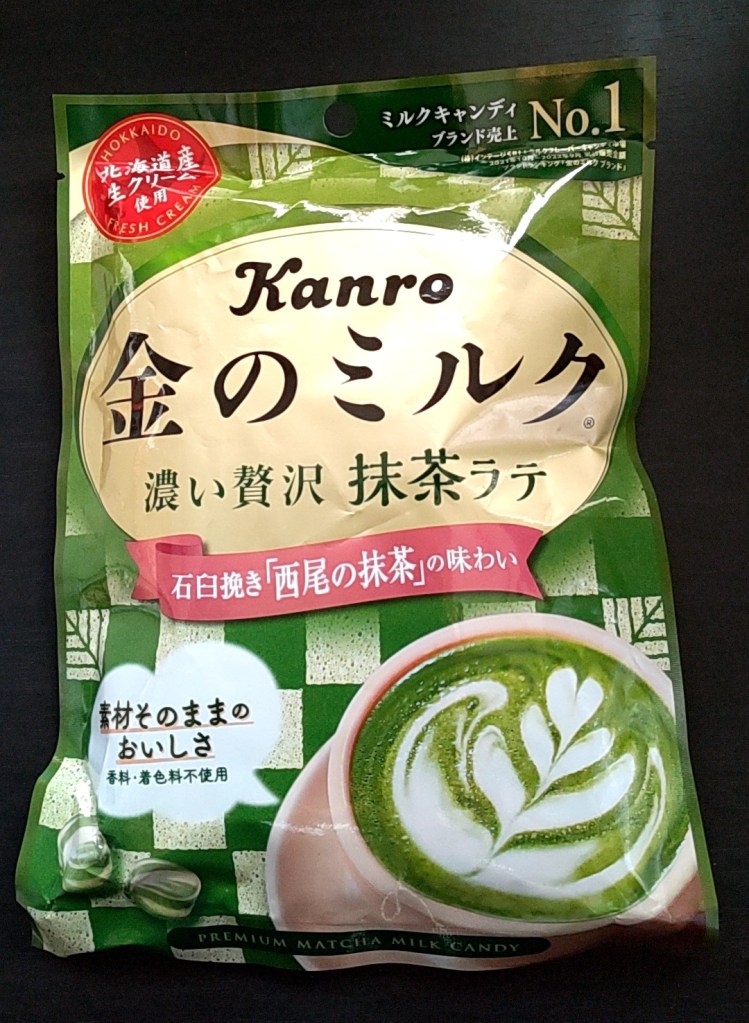 HOKKAIDO
北海道産
生クリーム
使用
FRESH CREAM
ミルクキャンディ
ブランド売上
No.1
Kanro
金のミルク®
濃い贅沢 抹茶ラテ
石臼挽き「西尾の抹茶」の味わい
素材そのままの
おいしさ
香料・着色料不使用
PREMIUM MATCHA MILK CANDY